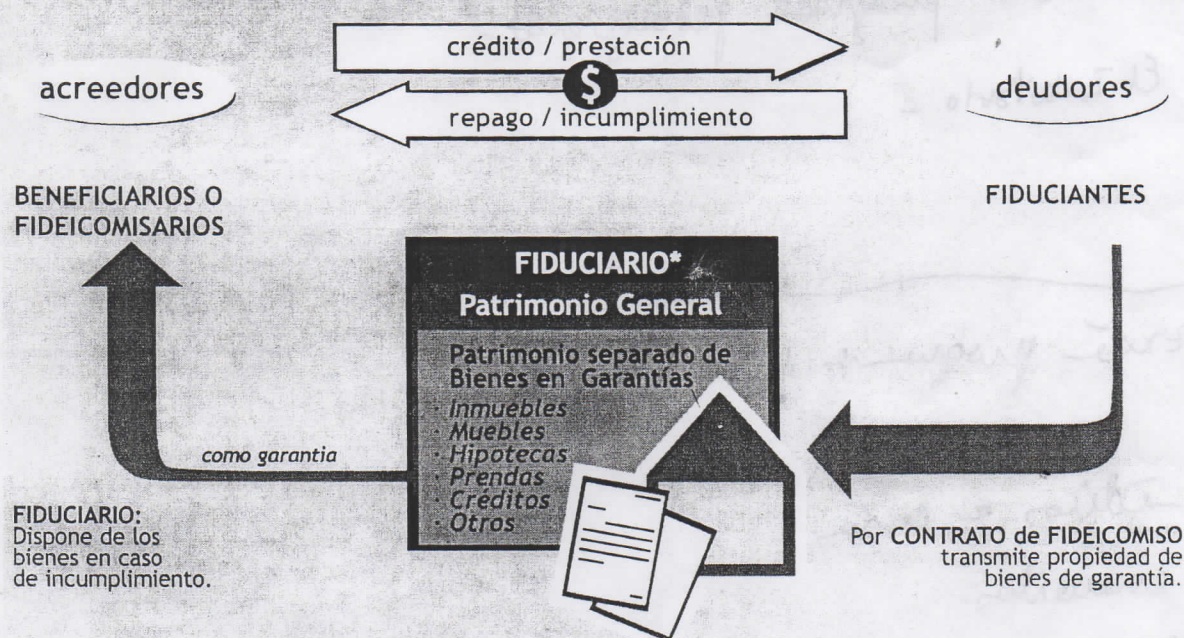 crédito / prestación
$
repago / incumplimiento
acreedores
deudores
BENEFICIARIOS O
FIDEICOMISARIOS
FIDUCIANTES
FIDUCIARIO*
Patrimonio General
Patrimonio separado de
Bienes en Garantías
· Inmuebles
· Muebles
· Hipotecas
· Prendas
· Créditos
· Otros
como garantia
FIDUCIARIO:
Dispone de los
bienes en caso
de incumplimiento.
Por CONTRATO de FIDEICOMISO
transmite propiedad de
bienes de garantía.